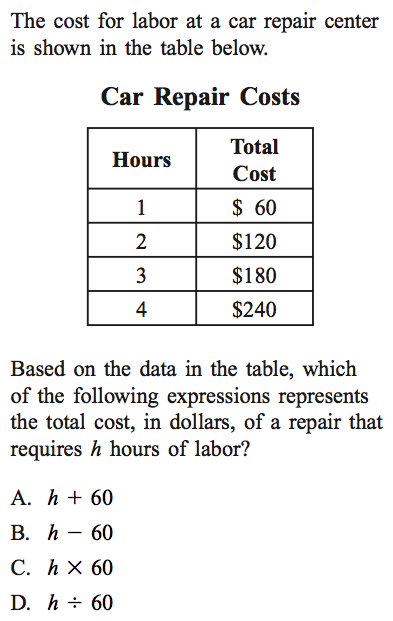 The cost for labor at a car repair center
is shown in the table below.
Car Repair Costs
Hours Total Cost
1 $ 60
2 $120
3 $180
4 $240
Based on the data in the table, which
of the following expressions represents
the total cost, in dollars, of a repair that
requires h hours of labor?
A. h + 60
B. h − 60
C. h × 60
D. h ÷ 60